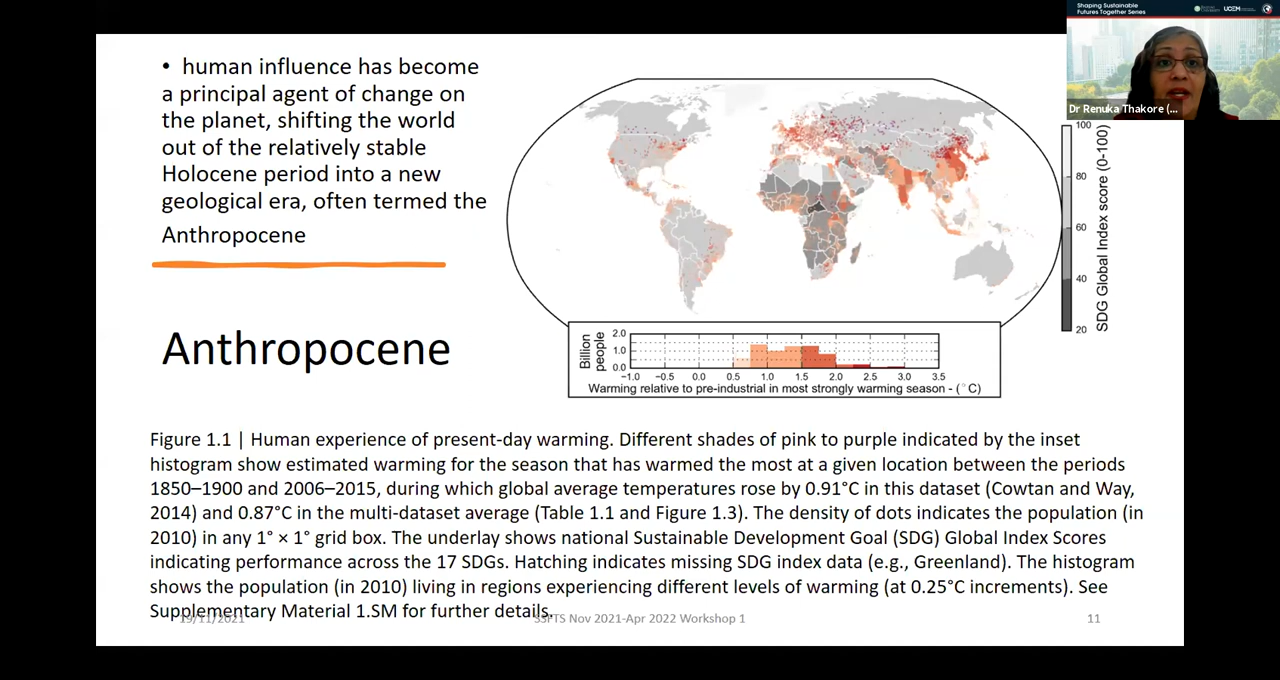 Shaping Sustainable
Futures Together Series
UCEM
Dr Renuka Thakore (...
• human influence has become
a principal agent of change on
the planet, shifting the world
out of the relatively stable
Holocene period into a new
geological era, often termed the
Anthropocene
Anthropocene
100
80
60
40
20
SDG Global Index score (0-100)
Billion
people
2.0
1.0
0.0
−1.0 −0.5 0.0 0.5 1.0 1.5 2.0 2.5 3.0 3.5
Warming relative to pre-industrial in most strongly warming season - (°C)
Figure 1.1 | Human experience of present-day warming. Different shades of pink to purple indicated by the inset
histogram show estimated warming for the season that has warmed the most at a given location between the periods
1850–1900 and 2006–2015, during which global average temperatures rose by 0.91°C in this dataset (Cowtan and Way,
2014) and 0.87°C in the multi-dataset average (Table 1.1 and Figure 1.3). The density of dots indicates the population (in
2010) in any 1° × 1° grid box. The underlay shows national Sustainable Development Goal (SDG) Global Index Scores
indicating performance across the 17 SDGs. Hatching indicates missing SDG index data (e.g., Greenland). The histogram
shows the population (in 2010) living in regions experiencing different levels of warming (at 0.25°C increments). See
Supplementary Material 1.SM for further details.
19/11/2021
SSFTS Nov 2021-Apr 2022 Workshop 1
11